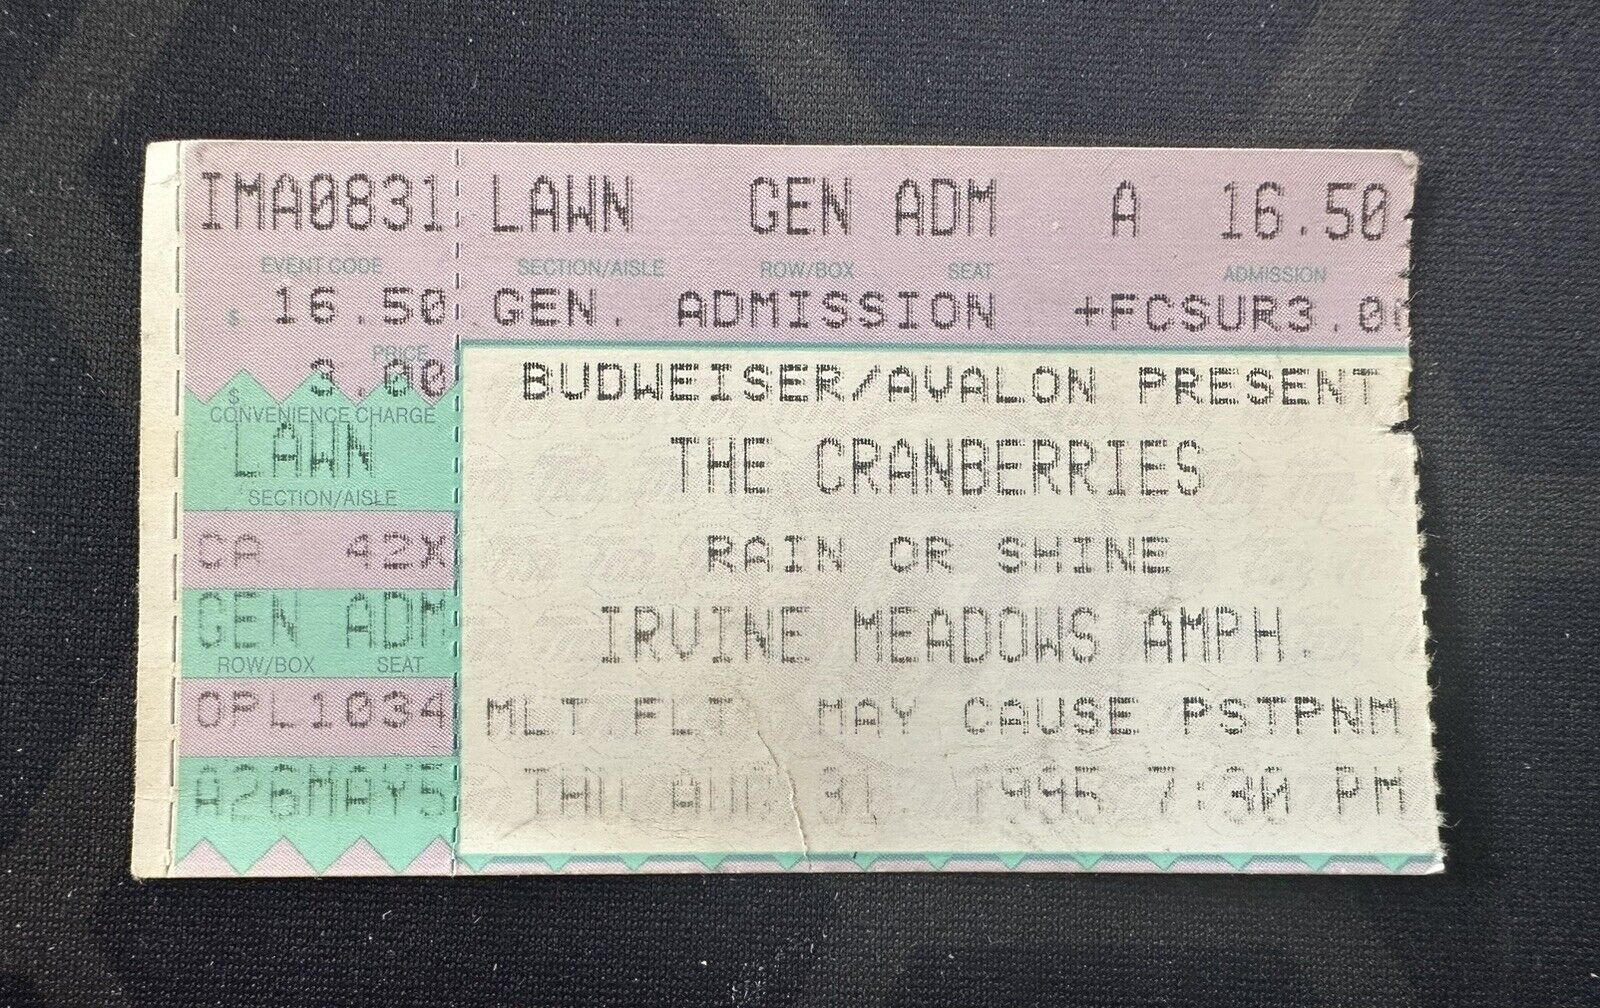 IMA0831
EVENT CODE
$ 16.50
PRICE
$ 3.00
CONVENIENCE CHARGE
LAWN
SECTION/AISLE
CA 42X
GEN ADM
ROW/BOX SEAT
OPL1034
A26MAY5
LAWN GEN ADM A 16.50
SECTION/AISLE ROW/BOX SEAT ADMISSION
GEN. ADMISSION +FCSUR3.00
BUDWEISER/AVALON PRESENT
THE CRANBERRIES
RAIN OR SHINE
IRVINE MEADOWS AMPH.
MLT.FLT MAY CAUSE PSTPNM
THU AUG 31, 1995 7:30 PM